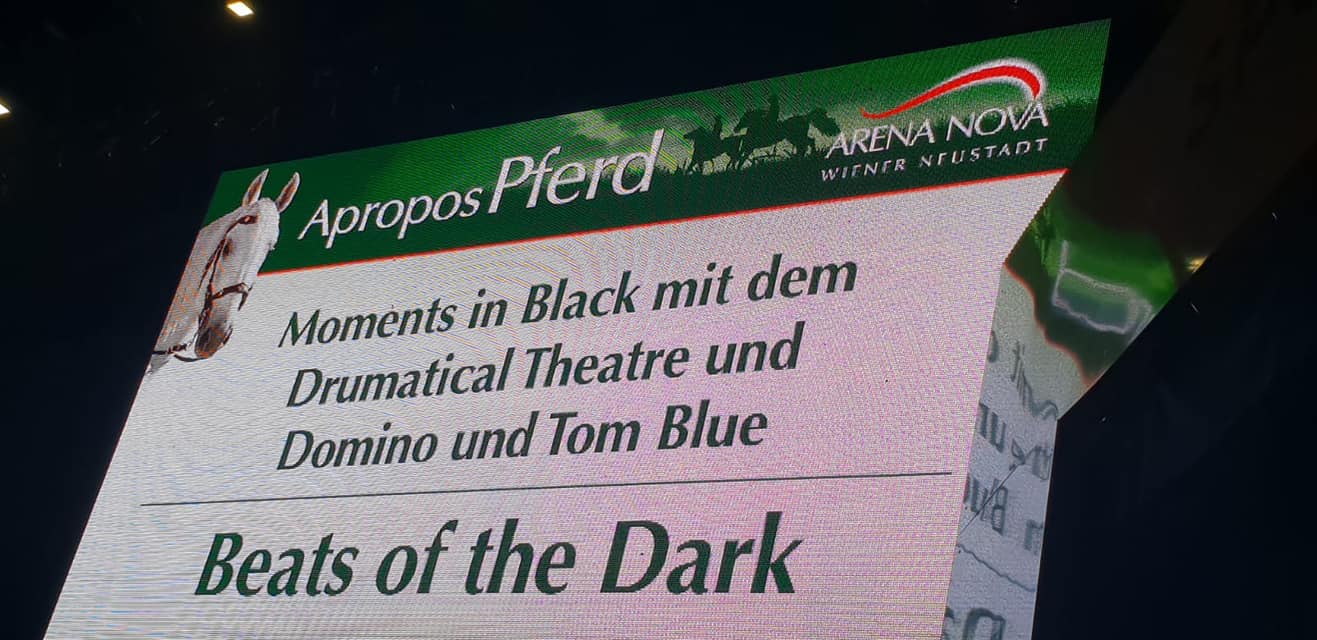 Apropos Pferd
ARENA NOVA
WIENER NEUSTADT
Moments in Black mit dem
Drumatical Theatre und
Domino und Tom Blue
Beats of the Dark